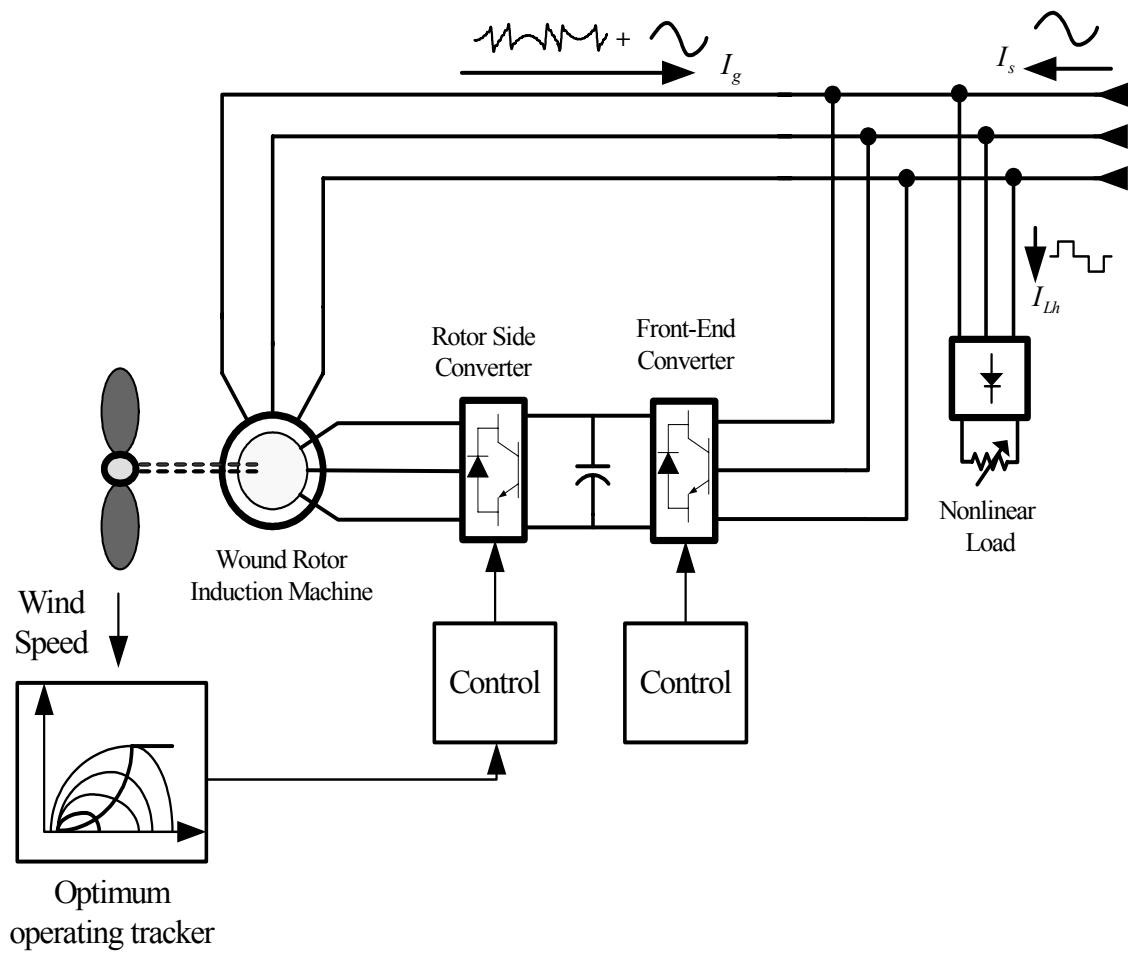 +
I_g
I_s
I_Lh
Rotor Side
Converter
Front-End
Converter
Nonlinear
Load
Wound Rotor
Induction Machine
Wind
Speed
Control
Control
Optimum
operating tracker